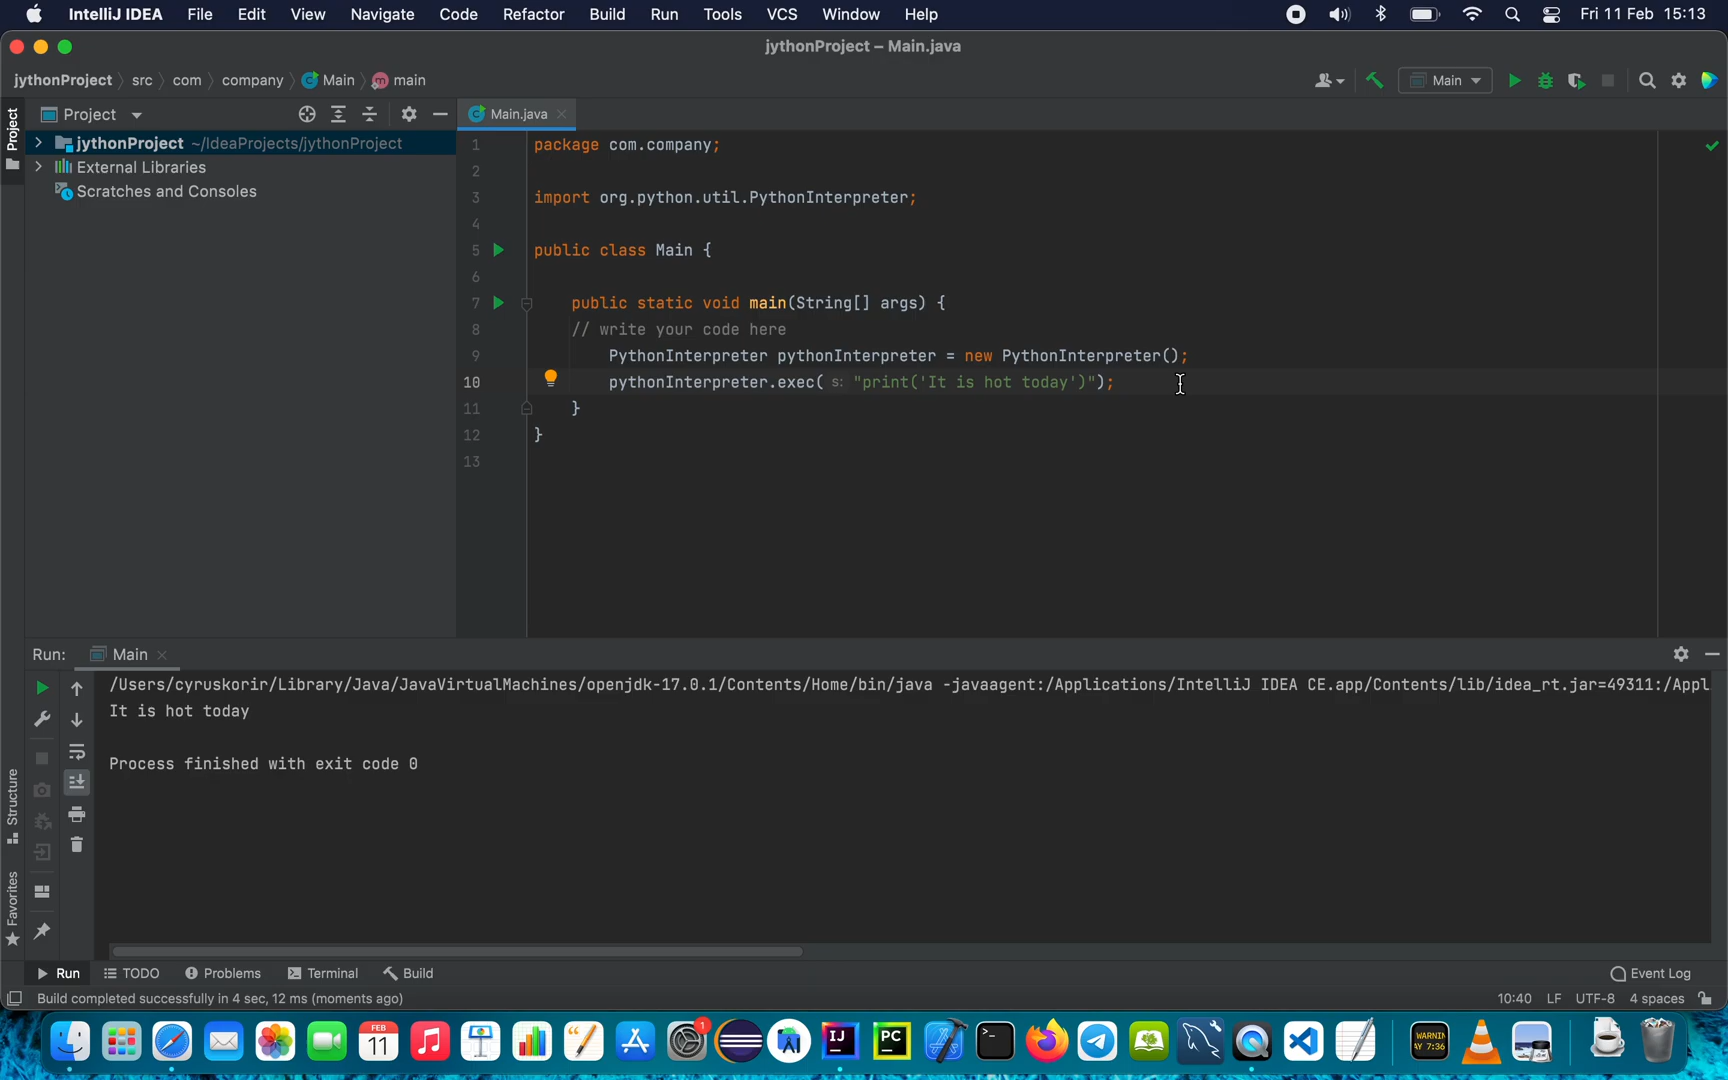 IntelliJ IDEA File Edit View Navigate Code Refactor Build Run Tools VCS Window Help Fri 11 Feb 15:13
jythonProject – Main.java
jythonProject src com company Main m main Main
Project Project Main.java
jythonProject ~/IdeaProjects/jythonProject
External Libraries
Scratches and Consoles
1 package com.company;
2
3 import org.python.util.PythonInterpreter;
4
5 public class Main {
6
7 public static void main(String[] args) {
8 // write your code here
9 PythonInterpreter pythonInterpreter = new PythonInterpreter();
10 pythonInterpreter.exec( s: "print('It is hot today')");
11 }
12 }
13
Run: Main
/Users/cyruskorir/Library/Java/JavaVirtualMachines/openjdk-17.0.1/Contents/Home/bin/java -javaagent:/Applications/IntelliJ IDEA CE.app/Contents/lib/idea_rt.jar=49311:/Appl
It is hot today
Process finished with exit code 0
Structure
Favorites
Run TODO Problems Terminal Build Event Log
Build completed successfully in 4 sec, 12 ms (moments ago) 10:40 LF UTF-8 4 spaces
FEB
11
1
IJ
PC
WARNIN
AY 7:36